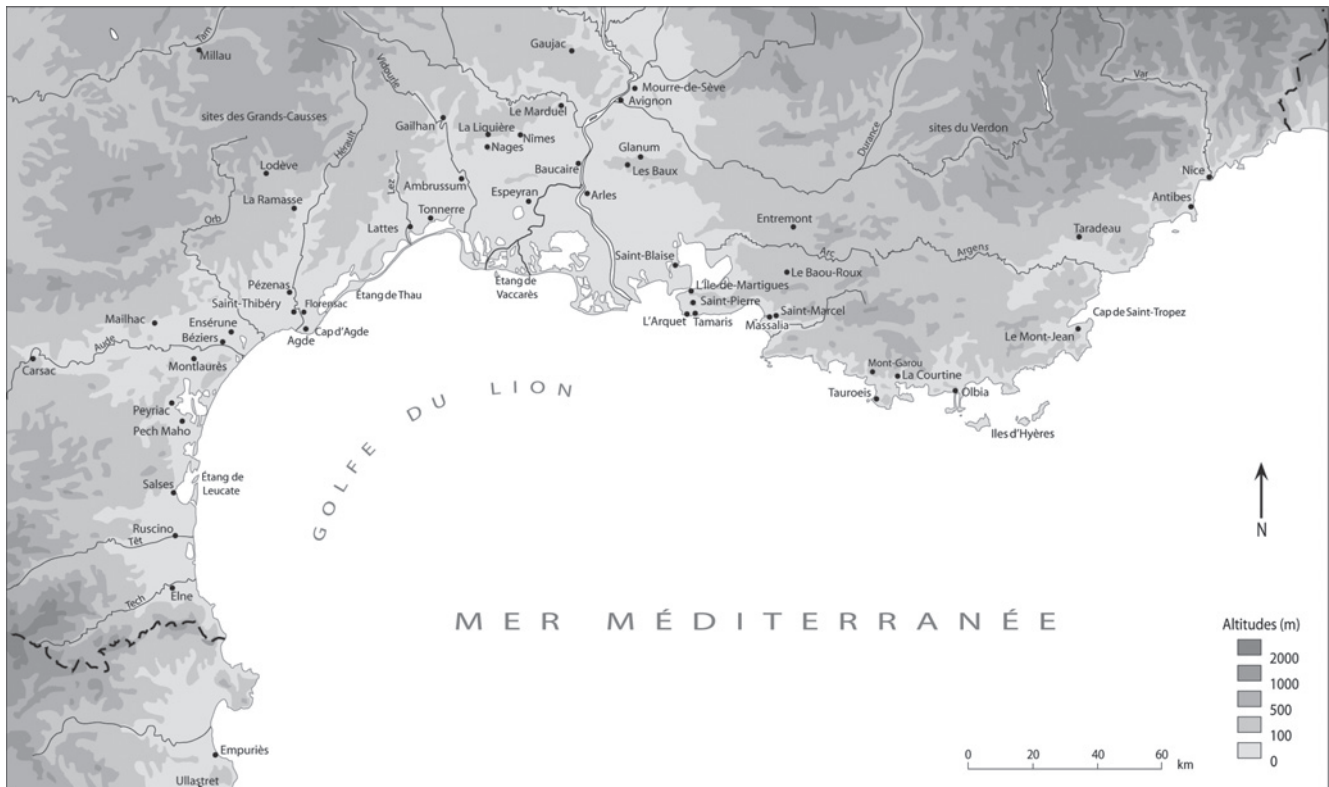 Tarn
Millau
Vidourle
Gaujac
Mourre-de-Sève
Avignon
Var
sites des Grands-Causses
Hérault
Gailhan
Le Marduel
La Liquière
Nîmes
Nages
Glanum
Les Baux
Durance
sites du Verdon
Lodève
La Ramasse
Lez
Ambrussum
Baucaire
Espeyran
Arles
Nice
Antibes
Orb
Tonnerre
Lattes
Entremont
Taradeau
Saint-Blaise
Arc
Argens
Le Baou-Roux
Étang de
Vaccarès
L'Île-de-Martigues
Saint-Pierre
L'Arquet
Tamaris
Saint-Marcel
Massalia
Pézenas
Saint-Thibéry
Florensac
Étang de Thau
Cap d'Agde
Agde
Mailhac
Ensérune
Béziers
Aude
Carsac
Montlaurès
Cap de Saint-Tropez
Le Mont-Jean
Mont-Garou
La Courtine
Tauroeis
Olbia
Iles d'Hyères
Peyriac
Pech Maho
GOLFE DU LION
Salses
Étang de
Leucate
Ruscino
Têt
Elne
Tech
MER MÉDITERRANÉE
N
Altitudes (m)
2000
1000
500
100
0
Empuriès
Ullastret
0 20 40 60
km